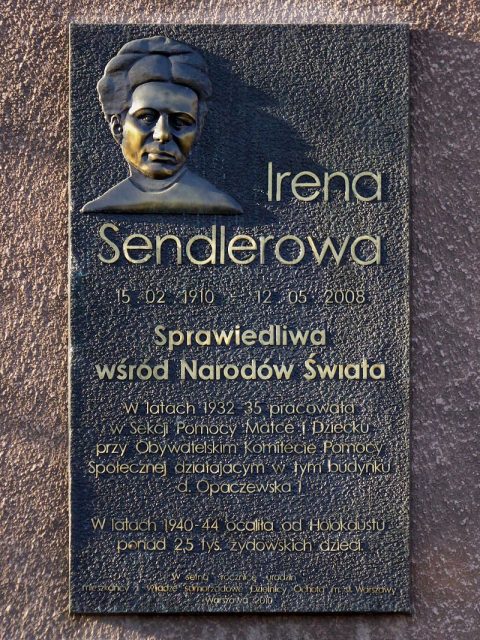 Irena
Sendlerowa
15 02 1910 - 12 05 2008
Sprawiedliwa
wśród Narodów Świata
W latach 1932-35 pracowała
w Sekcji Pomocy Matce i Dziecku
przy Obywatelskim Komitecie Pomocy
Społecznej działającym w tym budynku
d. Opaczewska 1
W latach 1940-44 ocaliła od Holokaustu
ponad 2,5 tys. żydowskich dzieci.
W setną rocznicę urodzin
mieszkańcy i władze samorządowe Dzielnicy Ochota m. st. Warszawy
Warszawa 2010